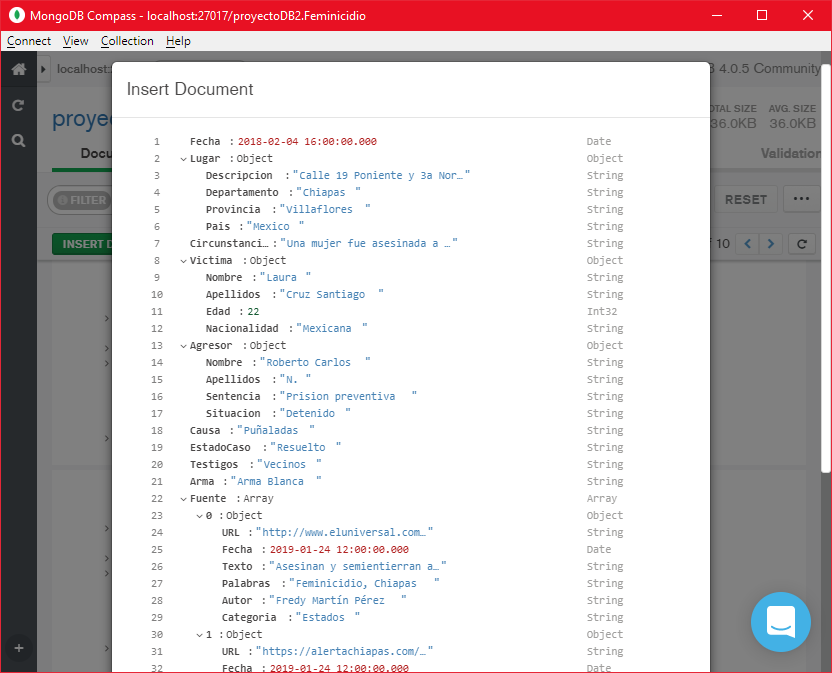 MongoDB Compass - localhost:27017/proyectoDB2.Feminicidio
Connect View Collection Help
localhost: 4.0.5 Community
Insert Document
proye TOTAL SIZE 36.0KB AVG. SIZE 36.0KB
Docu Validation
FILTER RESET ...
INSERT D 10
1 Fecha : 2018-02-04 16:00:00.000 Date
2 Lugar : Object Object
3 Descripcion : "Calle 19 Poniente y 3a Nor…" String
4 Departamento : "Chiapas " String
5 Provincia : "Villaflores " String
6 Pais : "Mexico " String
7 Circunstanci… : "Una mujer fue asesinada a …" String
8 Victima : Object Object
9 Nombre : "Laura " String
10 Apellidos : "Cruz Santiago " String
11 Edad : 22 Int32
12 Nacionalidad : "Mexicana " String
13 Agresor : Object Object
14 Nombre : "Roberto Carlos " String
15 Apellidos : "N. " String
16 Sentencia : "Prision preventiva " String
17 Situacion : "Detenido " String
18 Causa : "Puñaladas " String
19 EstadoCaso : "Resuelto " String
20 Testigos : "Vecinos " String
21 Arma : "Arma Blanca " String
22 Fuente : Array Array
23 0 : Object Object
24 URL : "http://www.eluniversal.com…" String
25 Fecha : 2019-01-24 12:00:00.000 Date
26 Texto : "Asesinan y semientierran a…" String
27 Palabras : "Feminicidio, Chiapas " String
28 Autor : "Fredy Martín Pérez " String
29 Categoria : "Estados " String
30 1 : Object Object
31 URL : "https://alertachiapas.com/…" String
32 Fecha : 2019-01-24 12:00:00.000 Date